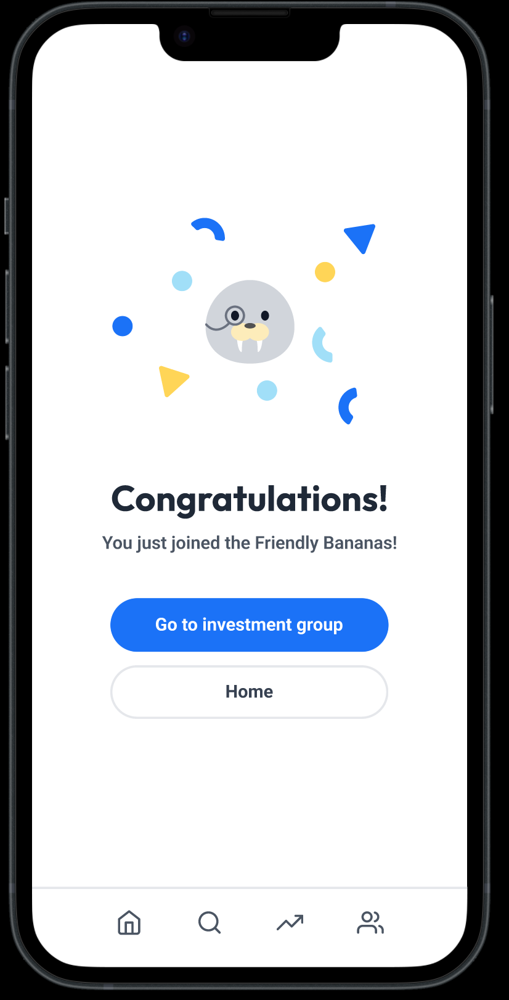 Congratulations!
You just joined the Friendly Bananas!
Go to investment group
Home